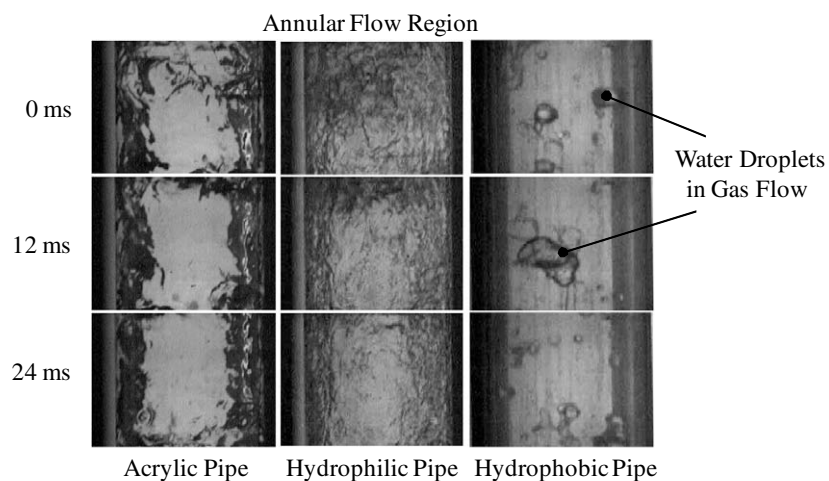 Annular Flow Region
0 ms
Water Droplets
in Gas Flow
12 ms
24 ms
Acrylic Pipe
Hydrophilic Pipe
Hydrophobic Pipe